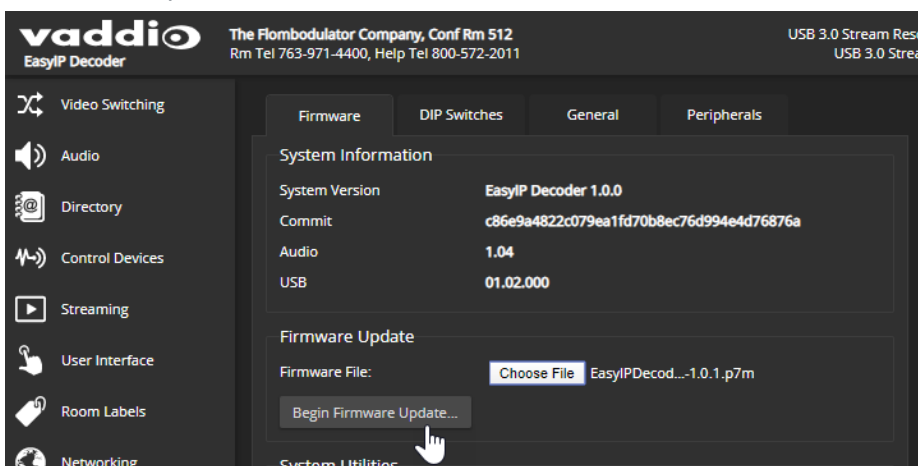 vaddio
EasyIP Decoder
The Flombodulator Company, Conf Rm 512
Rm Tel 763-971-4400, Help Tel 800-572-2011
USB 3.0 Stream Res
USB 3.0 Strea
Video Switching
Audio
Directory
Control Devices
Streaming
User Interface
Room Labels
Networking
Firmware DIP Switches General Peripherals
System Information
System Version EasyIP Decoder 1.0.0
Commit c86e9a4822c079ea1fd70b8ec76d994e4d76876a
Audio 1.04
USB 01.02.000
Firmware Update
Firmware File: Choose File EasyIPDecod...-1.0.1.p7m
Begin Firmware Update...
System Utilities